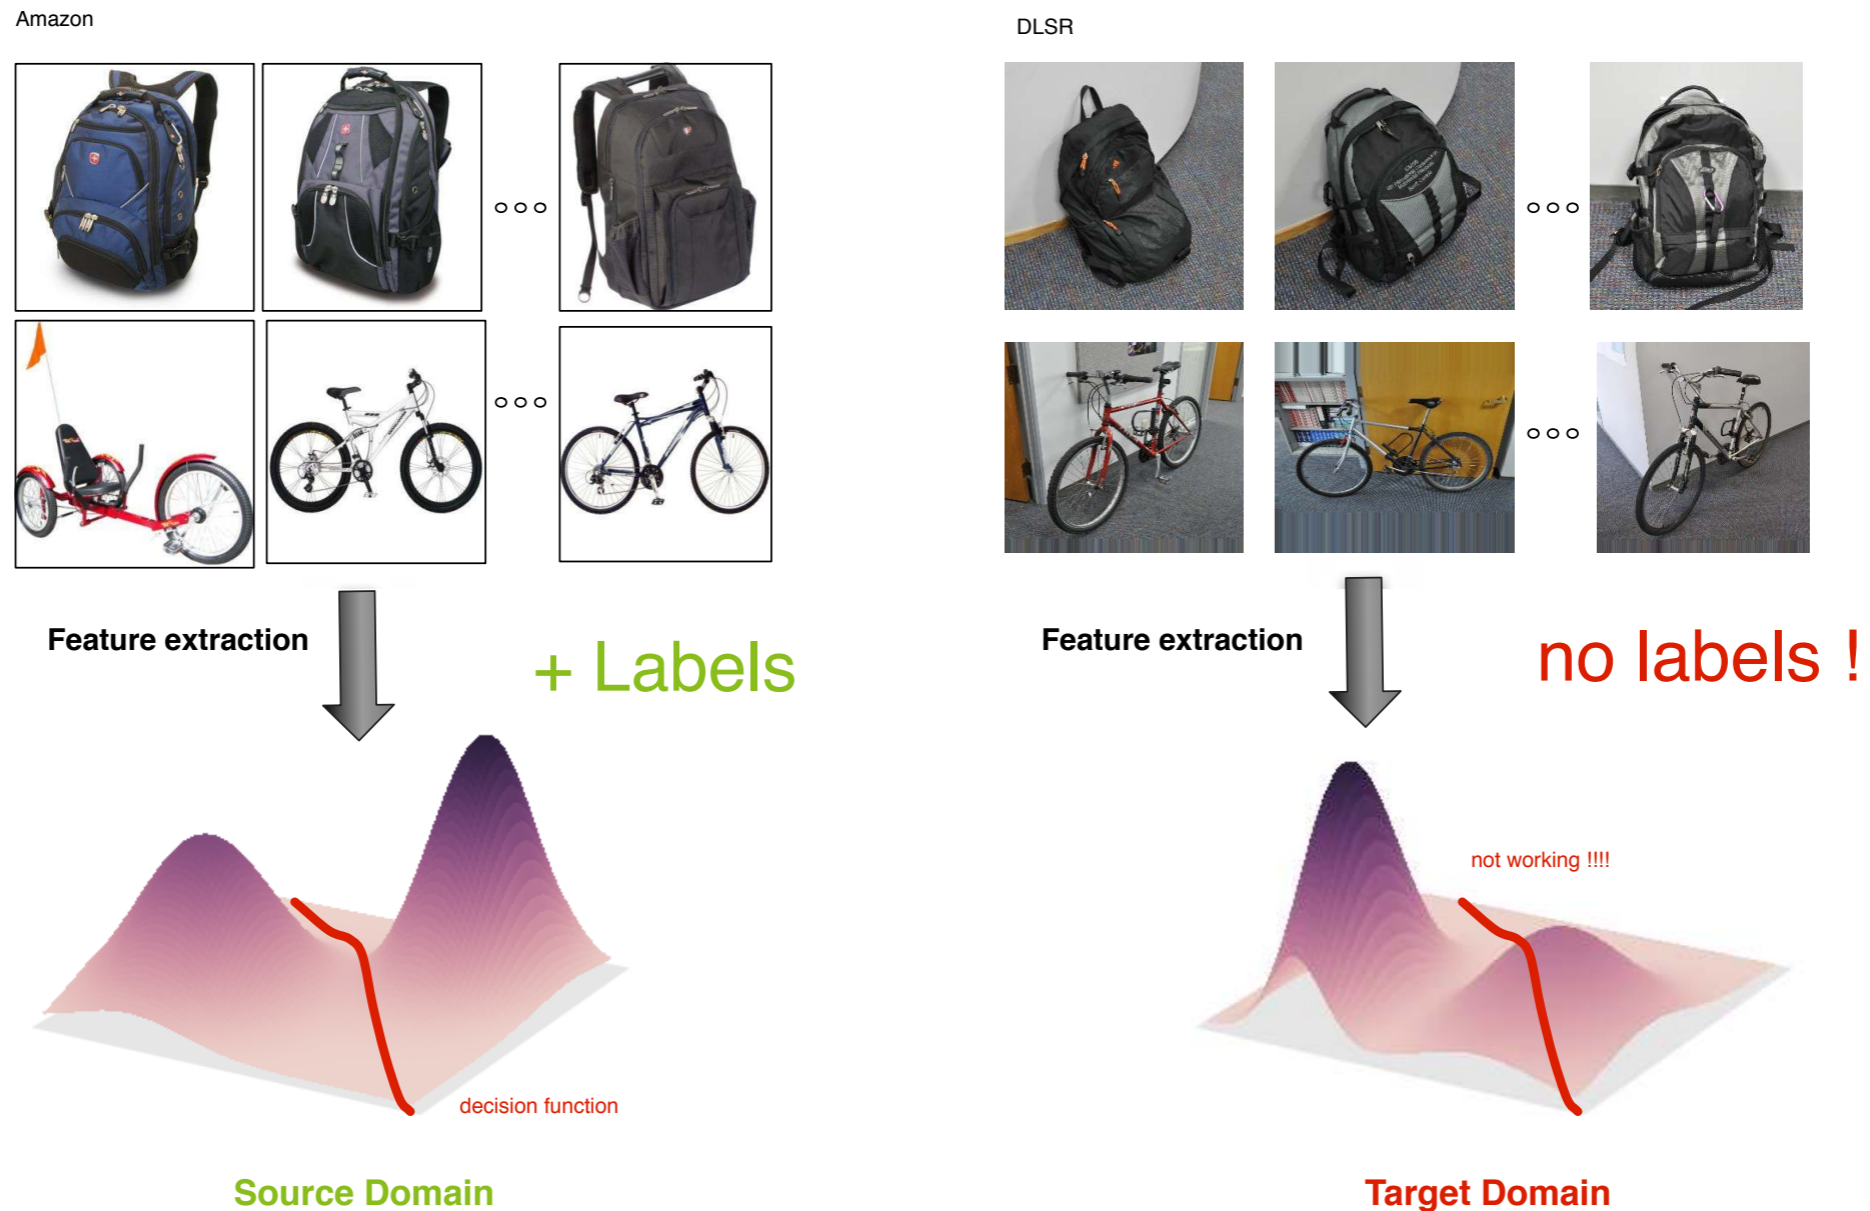 Amazon
DLSR
Feature extraction
+ Labels
Feature extraction
no labels !
not working !!!!
decision function
Source Domain
Target Domain